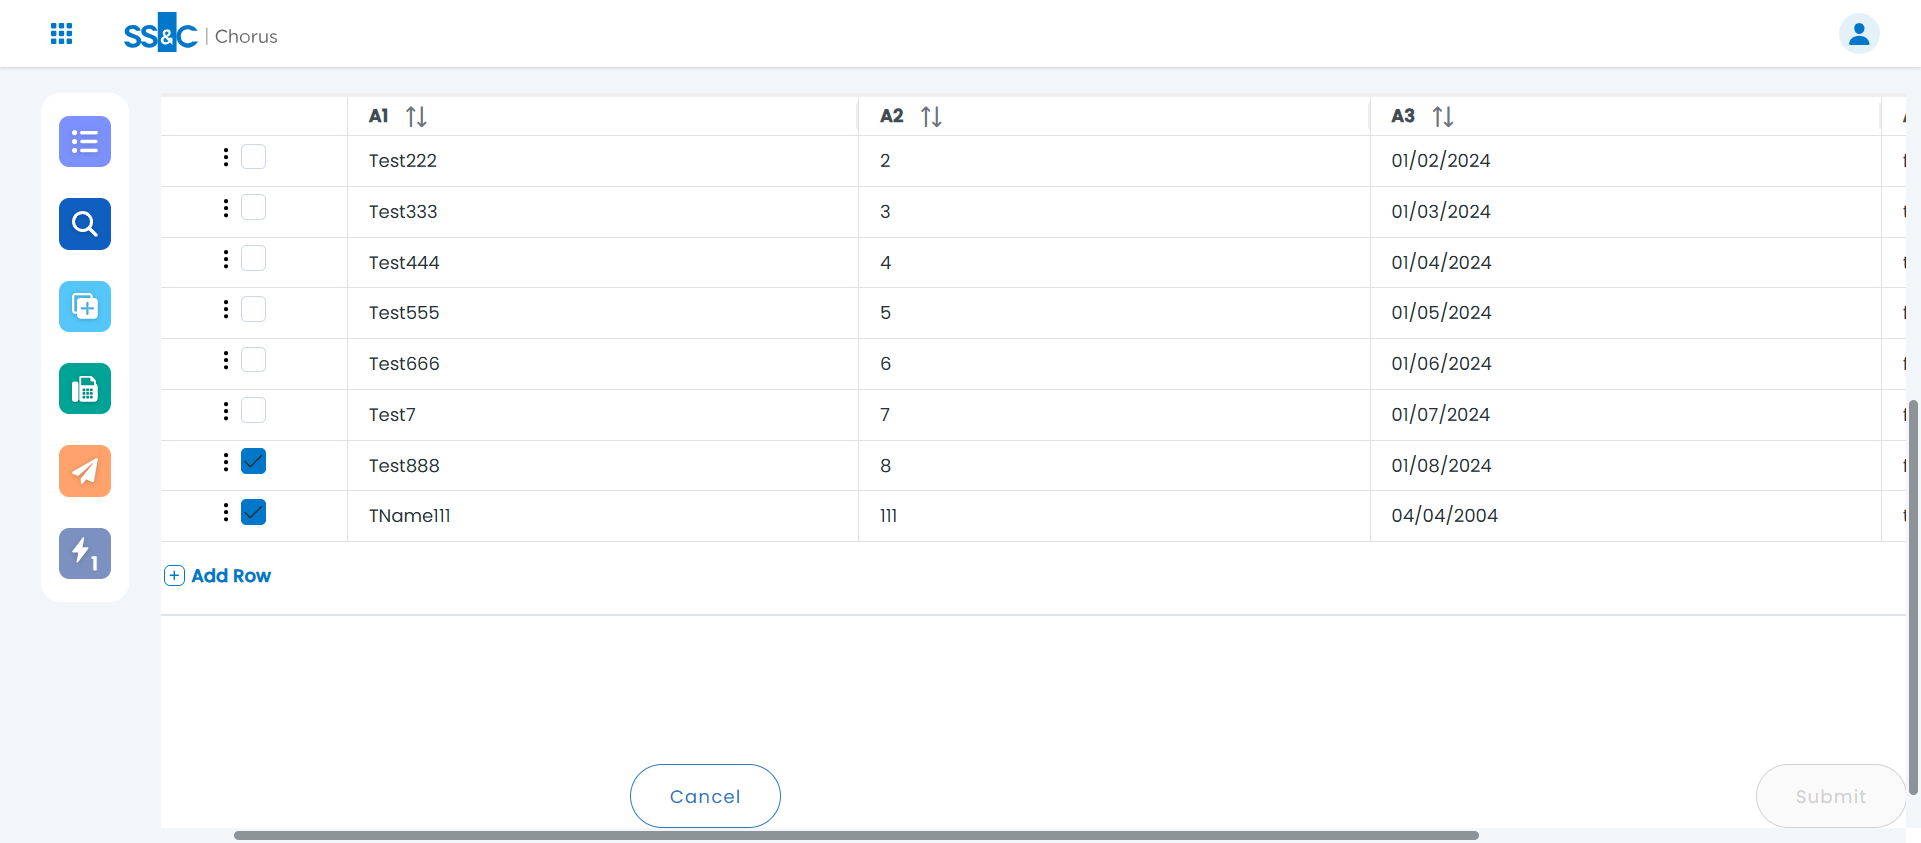 SS&C | Chorus
A1 A2 A3
Test222 2 01/02/2024
Test333 3 01/03/2024
Test444 4 01/04/2024
Test555 5 01/05/2024
Test666 6 01/06/2024
Test7 7 01/07/2024
Test888 8 01/08/2024
TName111 111 04/04/2004
1
Add Row
Cancel Submit